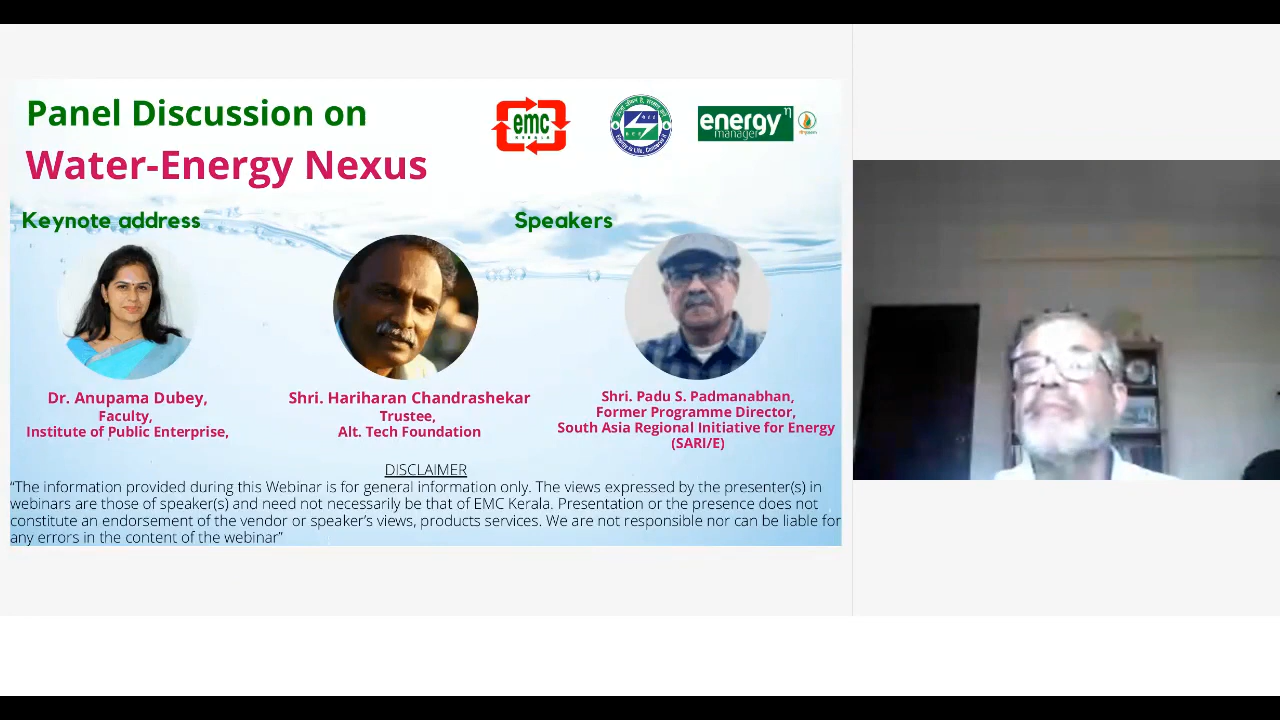 Panel Discussion on
Water-Energy Nexus
emc
KERALA
energy η
manager
Keynote address
Speakers
Dr. Anupama Dubey,
Faculty,
Institute of Public Enterprise,
Shri. Hariharan Chandrashekar
Trustee,
Alt. Tech Foundation
Shri. Padu S. Padmanabhan,
Former Programme Director,
South Asia Regional Initiative for Energy
(SARI/E)
DISCLAIMER
“The information provided during this Webinar is for general information only. The views expressed by the presenter(s) in
webinars are those of speaker(s) and need not necessarily be that of EMC Kerala. Presentation or the presence does not
constitute an endorsement of the vendor or speaker’s views, products services. We are not responsible nor can be liable for
any errors in the content of the webinar”